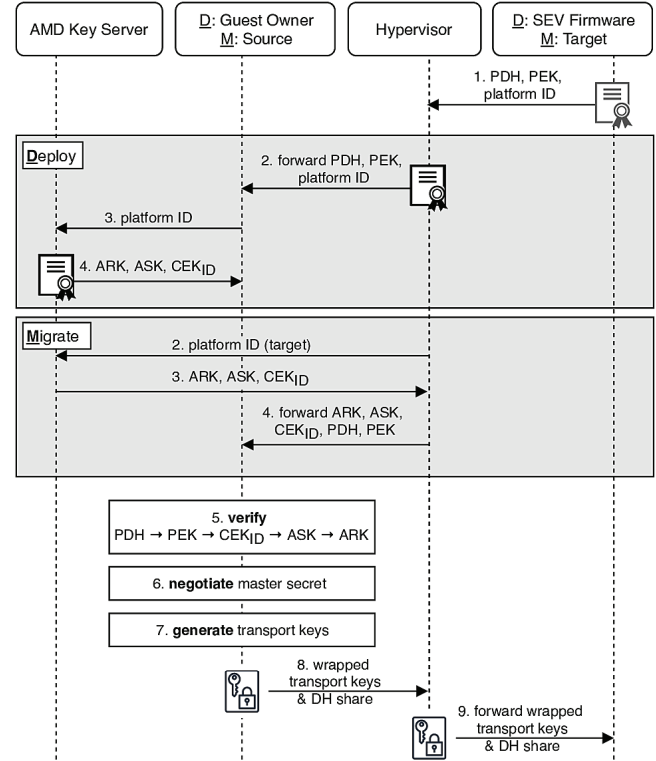 AMD Key Server
D: Guest Owner
M: Source
Hypervisor
D: SEV Firmware
M: Target
1. PDH, PEK,
platform ID
Deploy
2. forward PDH, PEK,
platform ID
3. platform ID
4. ARK, ASK, CEKID
Migrate
2. platform ID (target)
3. ARK, ASK, CEKID
4. forward ARK, ASK,
CEKID, PDH, PEK
5. verify
PDH → PEK → CEKID → ASK → ARK
6. negotiate master secret
7. generate transport keys
8. wrapped
transport keys
& DH share
9. forward wrapped
transport keys
& DH share